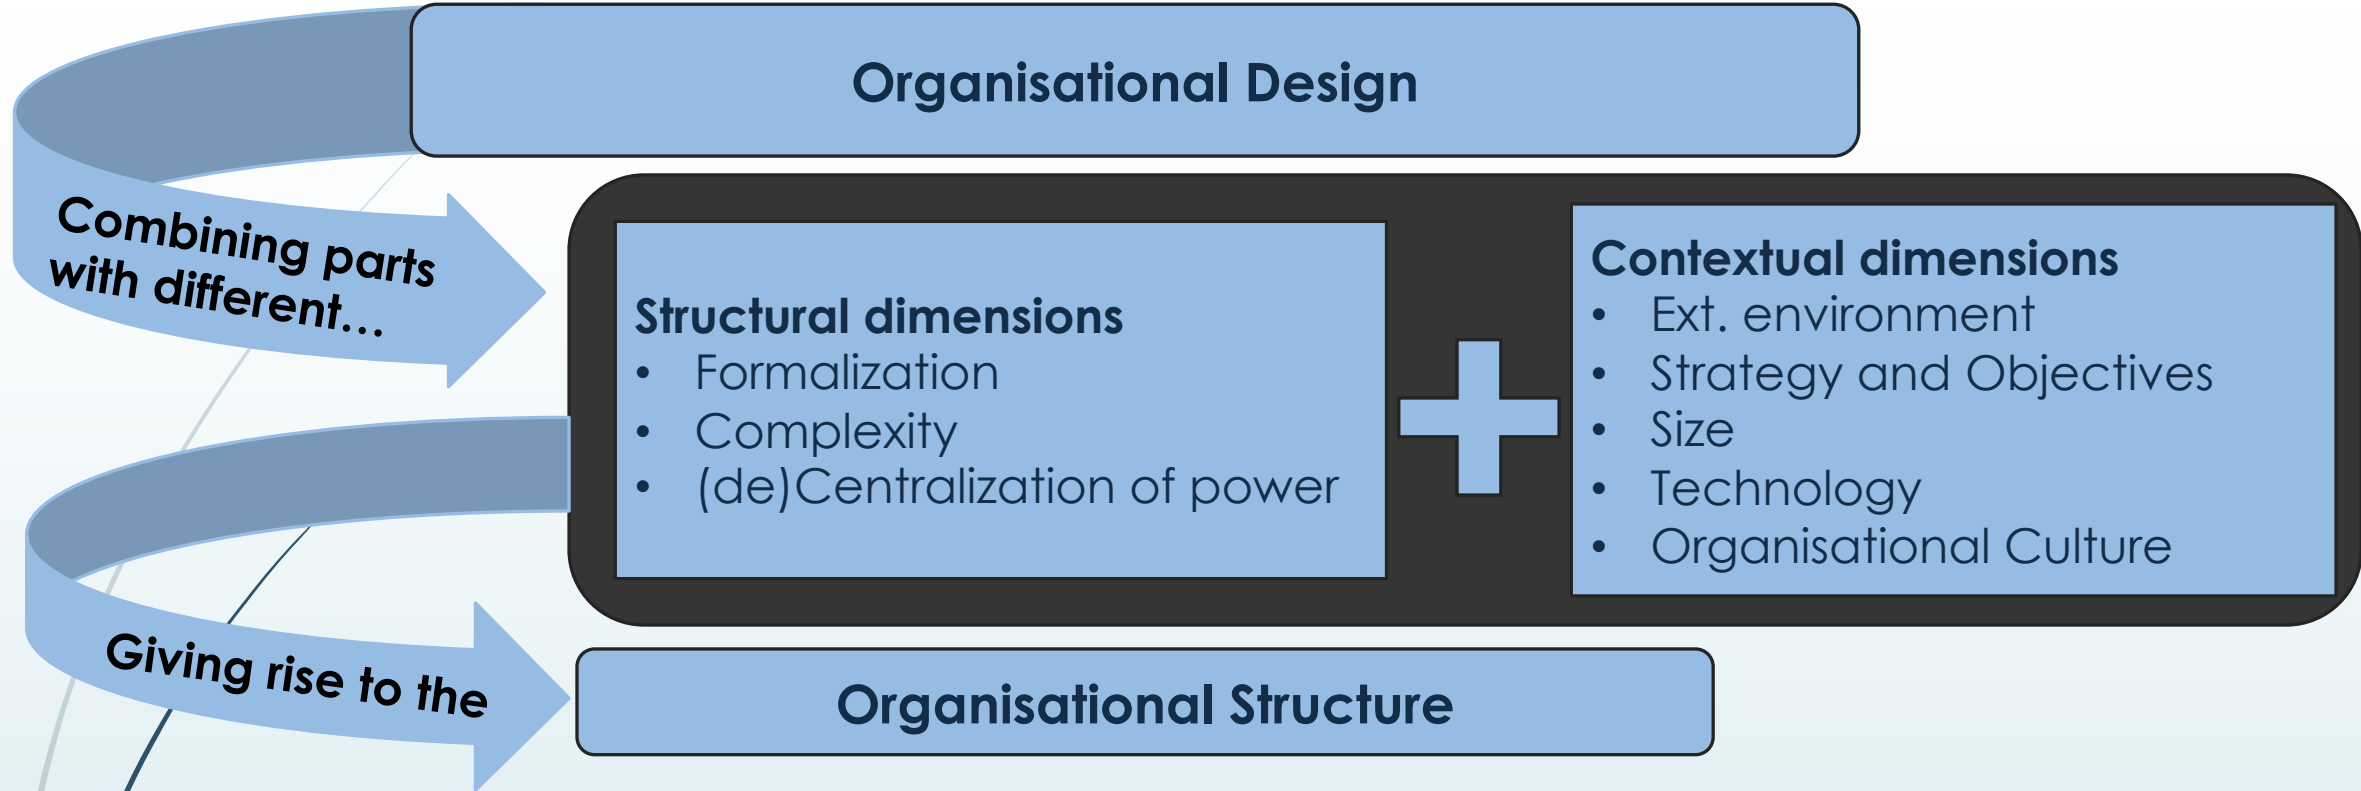 Organisational Design
Combining parts
with different...
Structural dimensions
• Formalization
• Complexity
• (de)Centralization of power
Contextual dimensions
• Ext. environment
• Strategy and Objectives
• Size
• Technology
• Organisational Culture
Giving rise to the
Organisational Structure